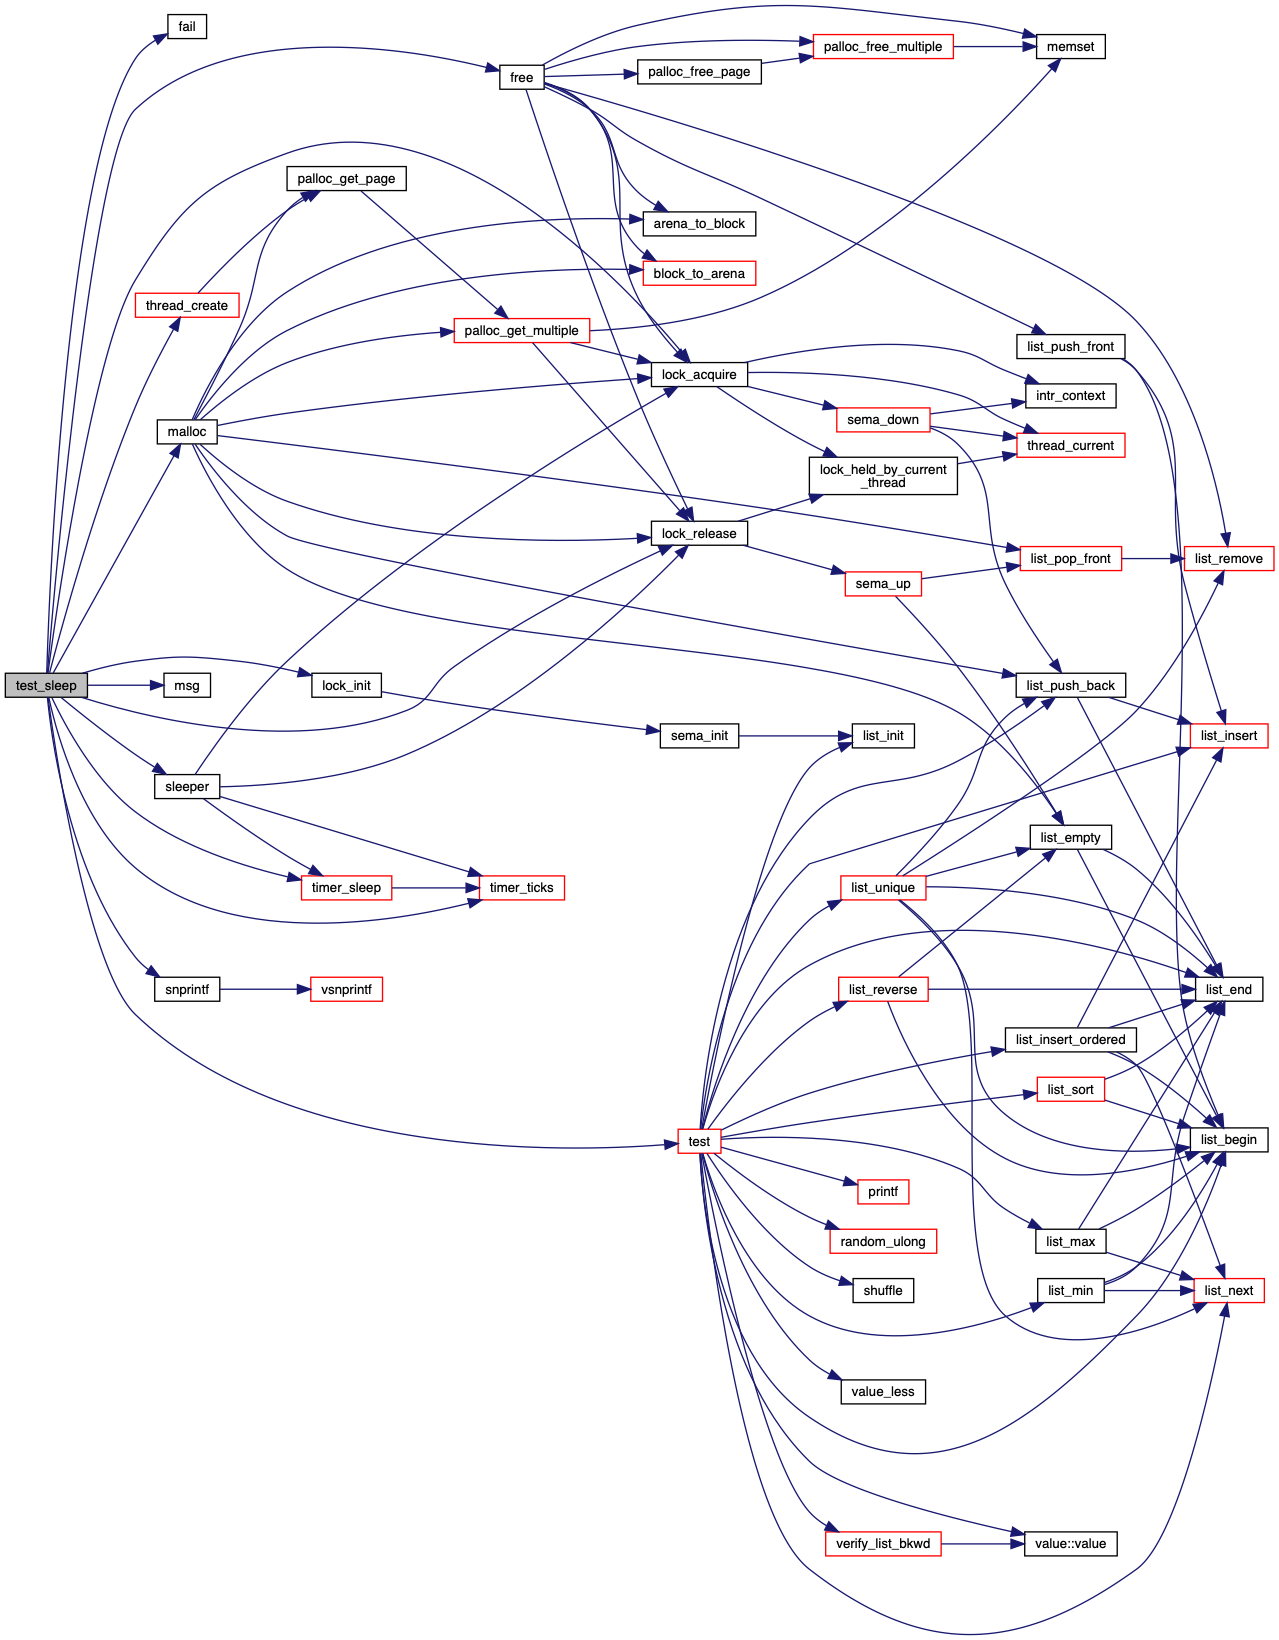 fail
memset
palloc_free_multiple
palloc_free_page
free
palloc_get_page
arena_to_block
block_to_arena
thread_create
palloc_get_multiple
list_push_front
lock_acquire
intr_context
sema_down
malloc
thread_current
lock_held_by_current
_thread
lock_release
list_pop_front
list_remove
sema_up
test_sleep
msg
lock_init
list_push_back
sema_init
list_init
list_insert
sleeper
list_empty
timer_sleep
timer_ticks
list_unique
snprintf
vsnprintf
list_reverse
list_end
list_insert_ordered
list_sort
test
list_begin
printf
random_ulong
list_max
shuffle
list_min
list_next
value_less
verify_list_bkwd
value::value